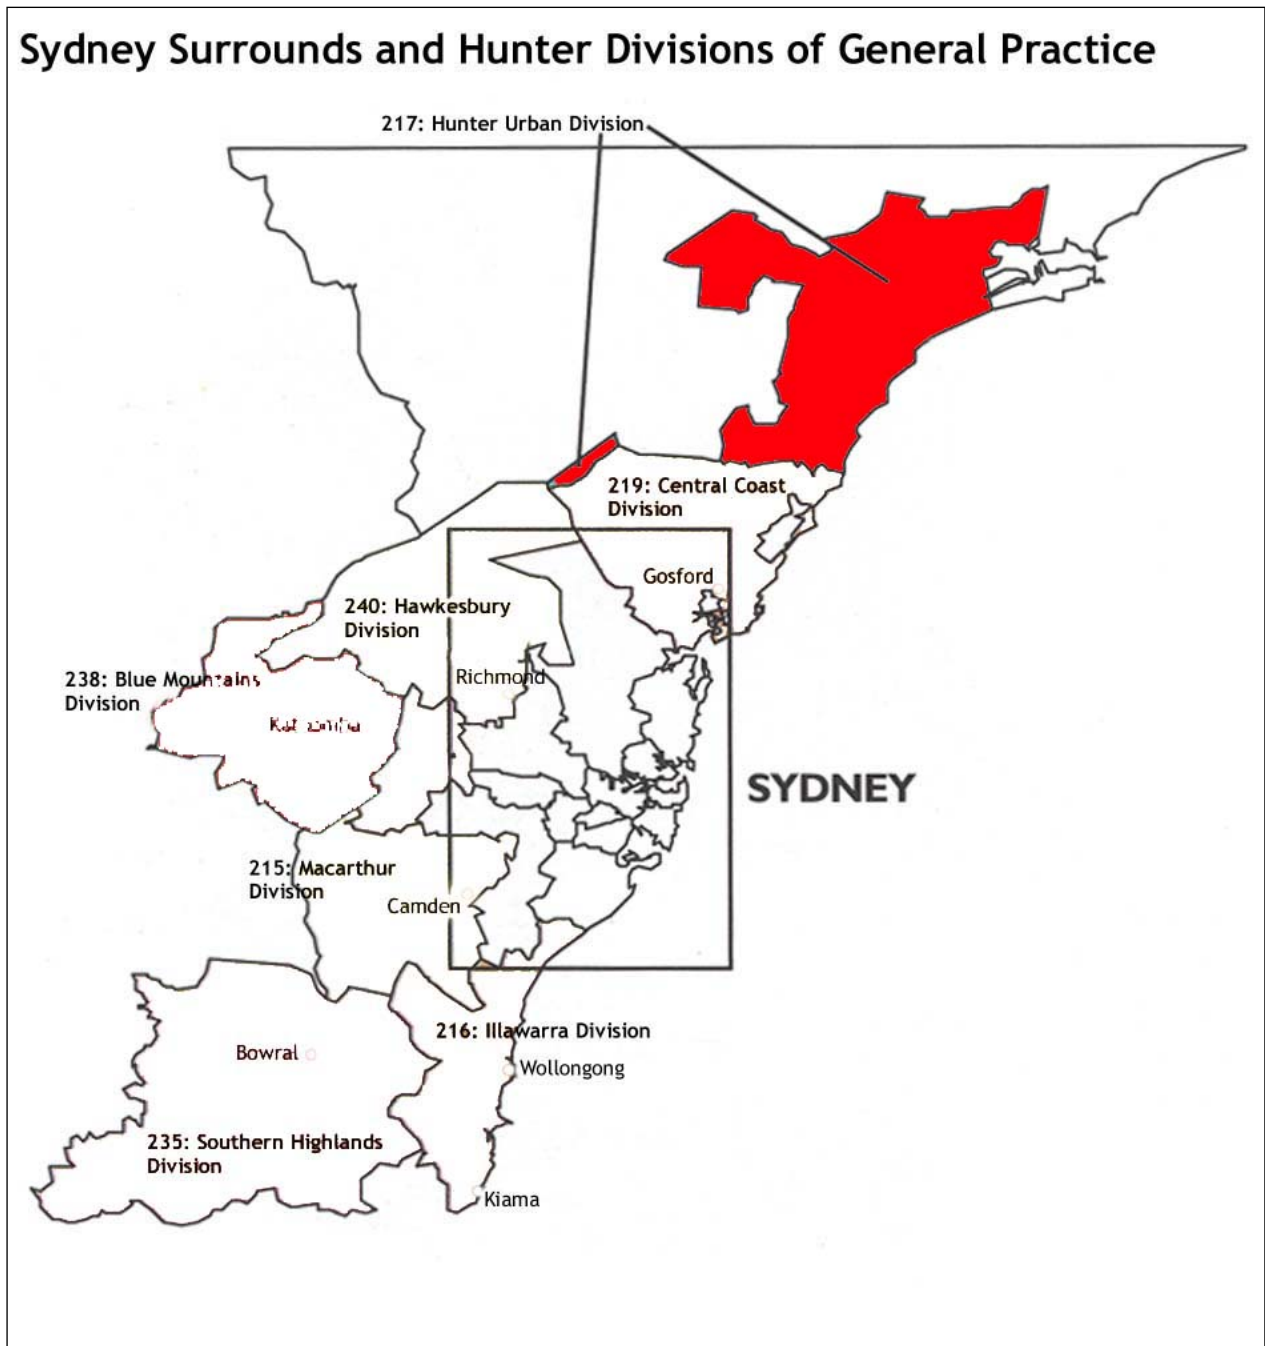 Sydney Surrounds and Hunter Divisions of General Practice
217: Hunter Urban Division
219: Central Coast
Division
Gosford
240: Hawkesbury
Division
Richmond
238: Blue Mountains
Division
SYDNEY
215: Macarthur
Division
Camden
216: Illawarra Division
Bowral
Wollongong
235: Southern Highlands
Division
Kiama